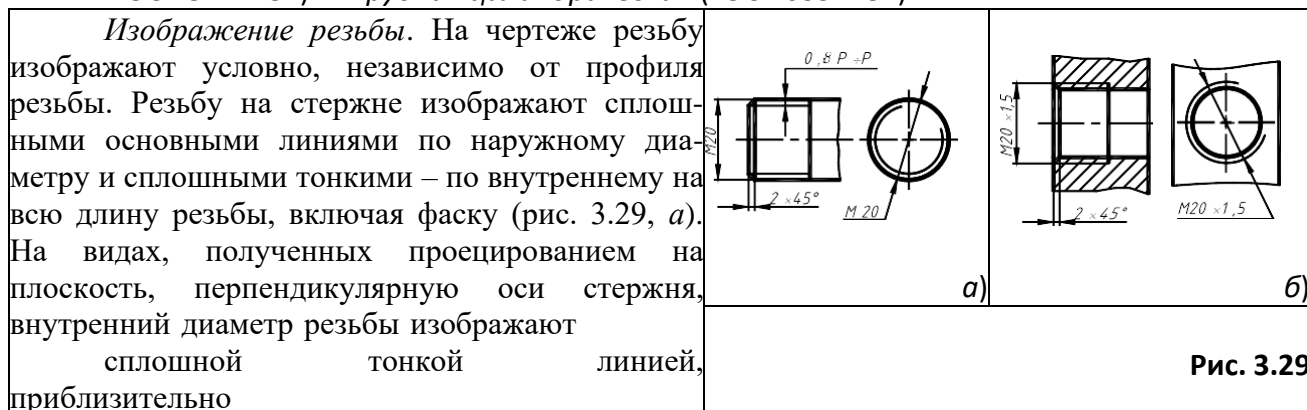 Изображение резьбы. На чертеже резьбу
изображают условно, независимо от профиля
резьбы. Резьбу на стержне изображают сплош-
ными основными линиями по наружному диа-
метру и сплошными тонкими – по внутреннему на
всю длину резьбы, включая фаску (рис. 3.29, а).
На видах, полученных проецированием на
плоскость, перпендикулярную оси стержня,
внутренний диаметр резьбы изображают
сплошной тонкой линией,
приблизительно
0,8 P ÷P
M20
2 ×45°
M 20
а)
M20 ×1,5
2 ×45°
M20 ×1,5
б)
Рис. 3.29